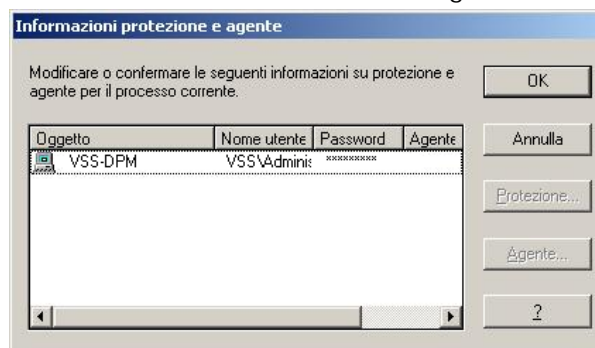 Informazioni protezione e agente
Modificare o confermare le seguenti informazioni su protezione e
agente per il processo corrente.
OK
Oggetto Nome utente Password Agente
VSS-DPM VSS\Adminis *********
Annulla
Protezione...
Agente...
?